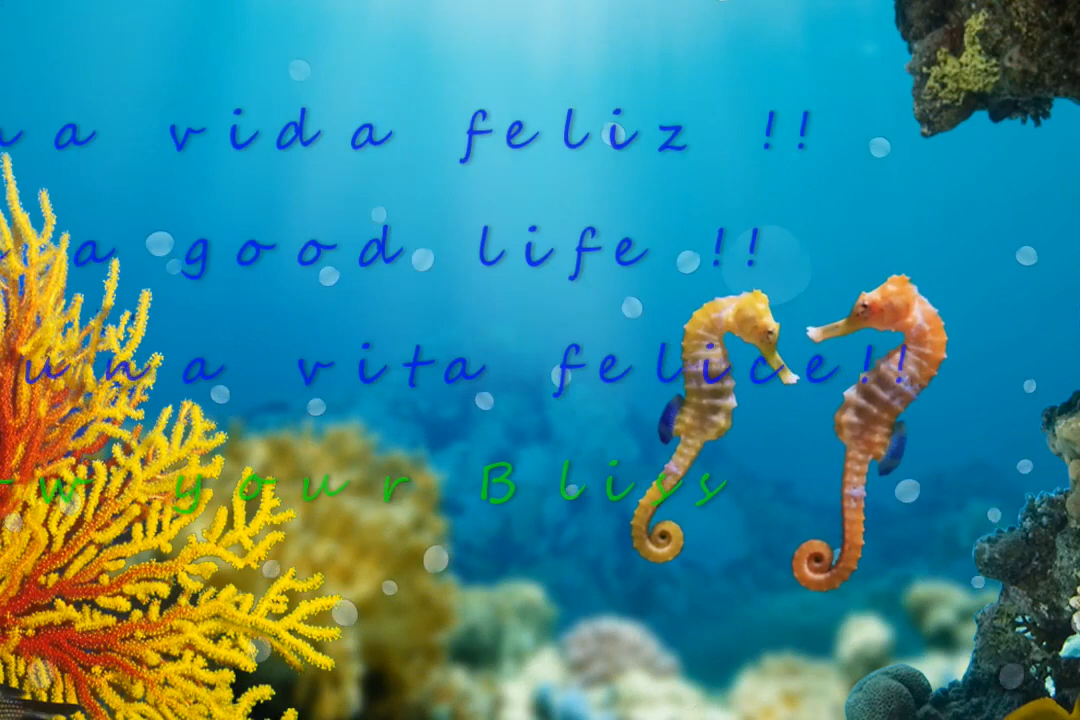 a vida feliz !!
a good life !!
una vita felice!!
your Bliss